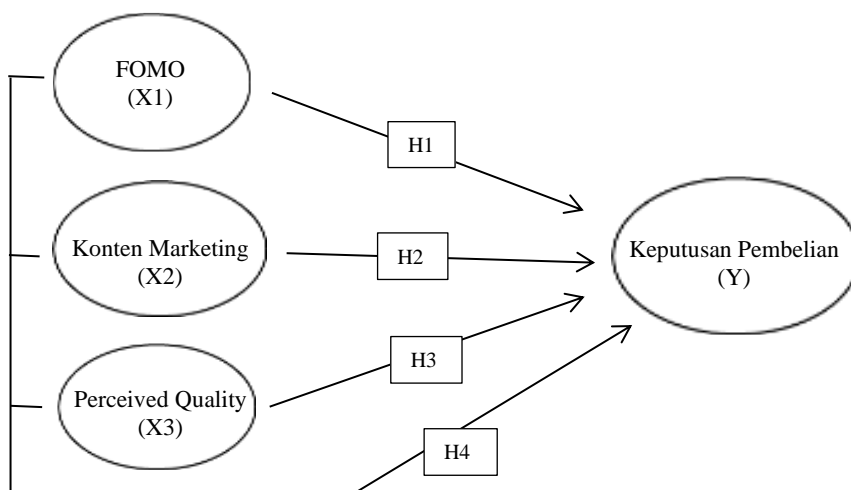 FOMO
(X1)
H1
Konten Marketing
(X2)
H2
Keputusan Pembelian
(Y)
Perceived Quality
(X3)
H3
H4